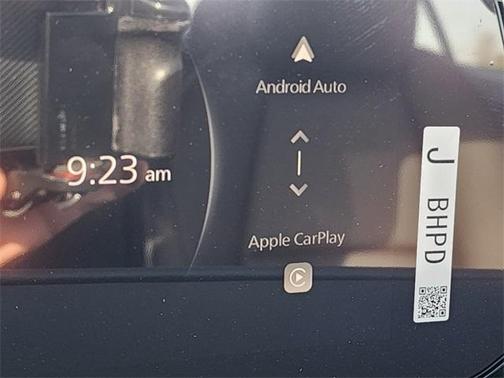 Android Auto
9:23 am
Apple CarPlay
J BHPD